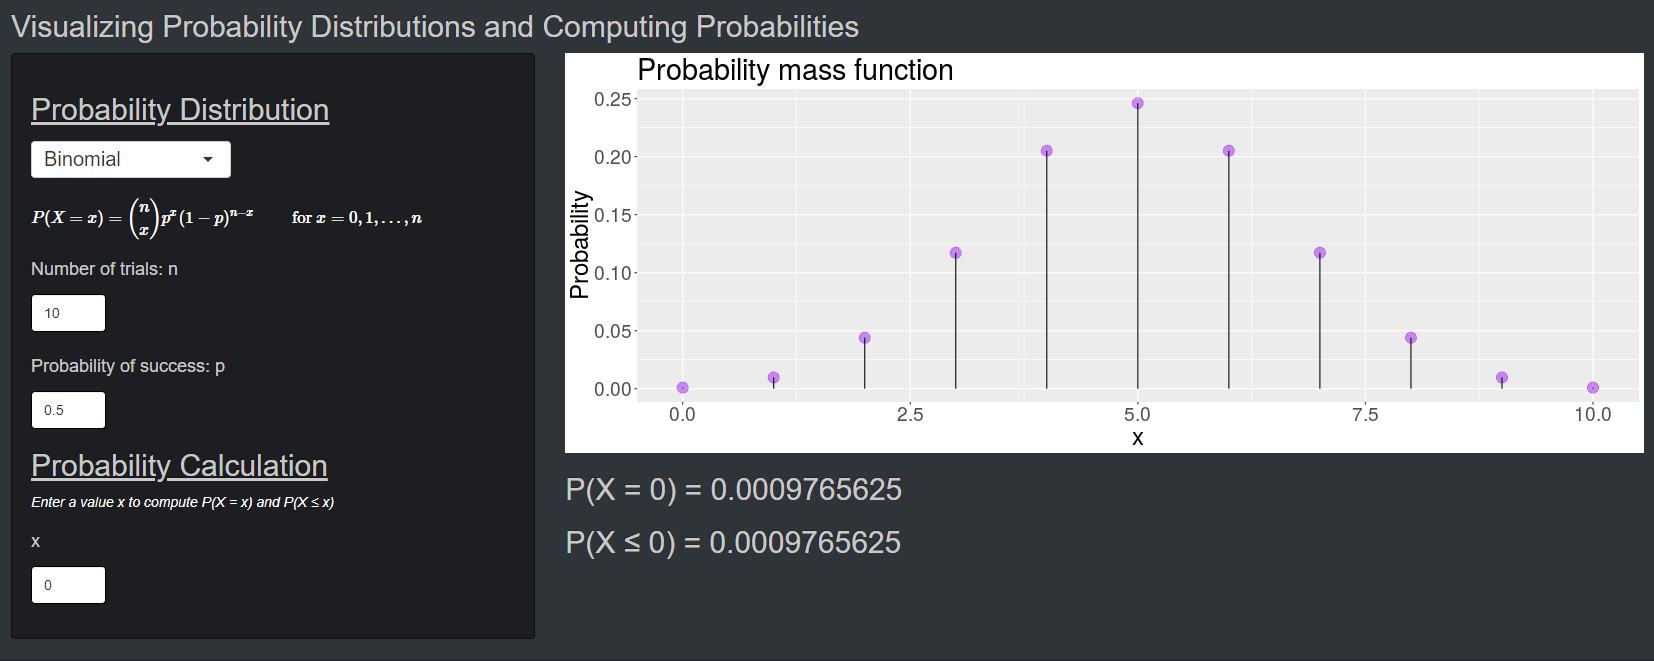 Visualizing Probability Distributions and Computing Probabilities
Probability Distribution
Binomial
P(X = x) = (n x) p^x (1 − p)^{n−x} for x = 0, 1, . . . , n
Number of trials: n
10
Probability of success: p
0.5
Probability Calculation
Enter a value x to compute P(X = x) and P(X ≤ x)
x
0
Probability mass function
Probability
0.25
0.20
0.15
0.10
0.05
0.00
0.0 2.5 5.0 7.5 10.0
x
P(X = 0) = 0.0009765625
P(X ≤ 0) = 0.0009765625